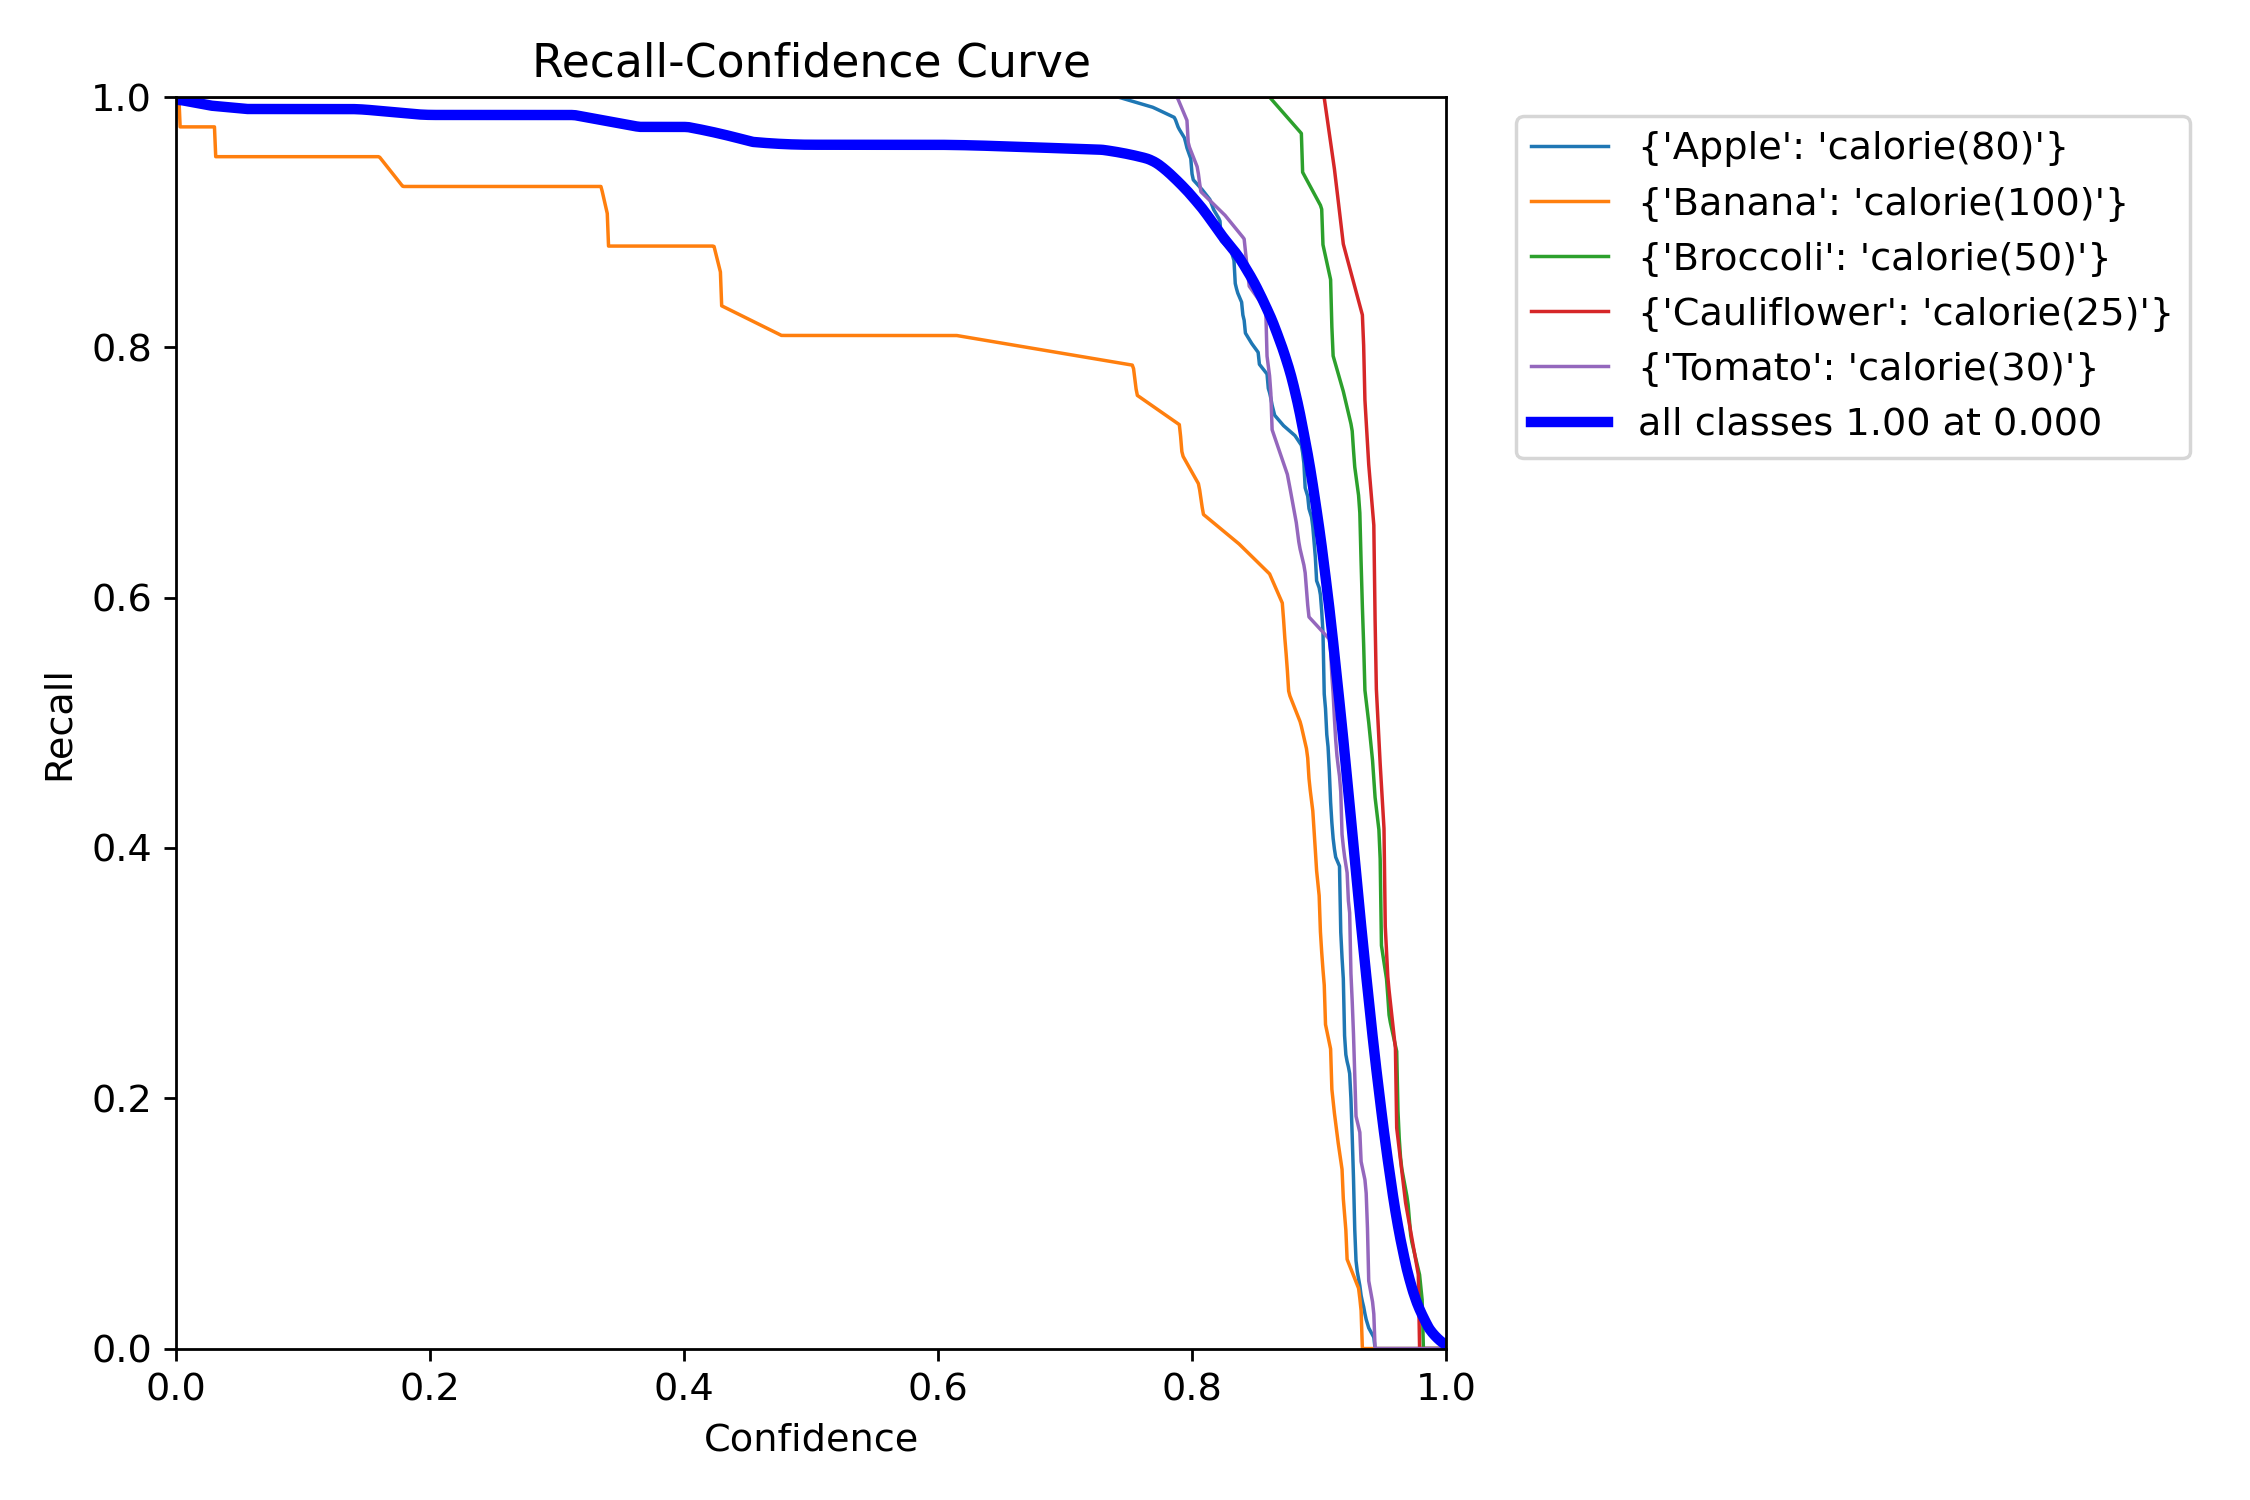 Recall-Confidence Curve
1.0
0.8
0.6
0.4
0.2
0.0
Recall
0.0 0.2 0.4 0.6 0.8 1.0
Confidence
{'Apple': 'calorie(80)'}
{'Banana': 'calorie(100)'}
{'Broccoli': 'calorie(50)'}
{'Cauliflower': 'calorie(25)'}
{'Tomato': 'calorie(30)'}
all classes 1.00 at 0.000